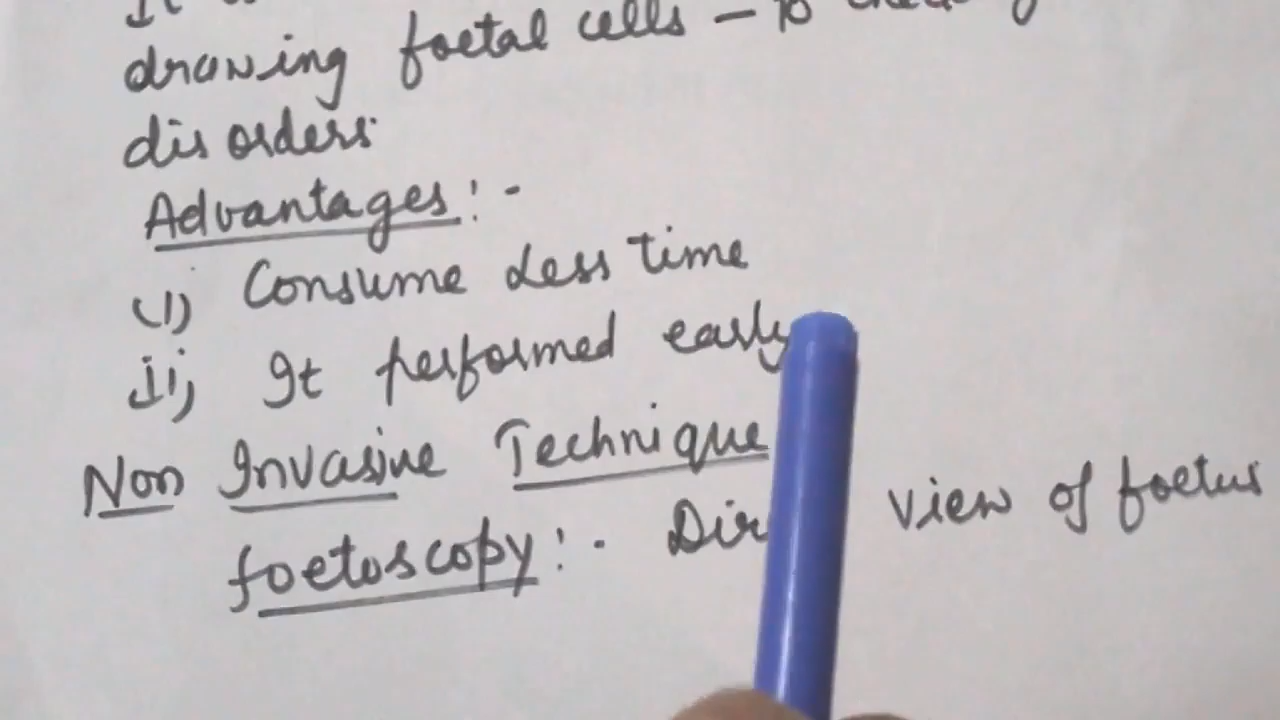 It
drawing foetal cells - to
disorders
Advantages:-
(i) Consume Less time
ii) It performed early
Non Invasive Technique
foetoscopy:- Dir view of foetus